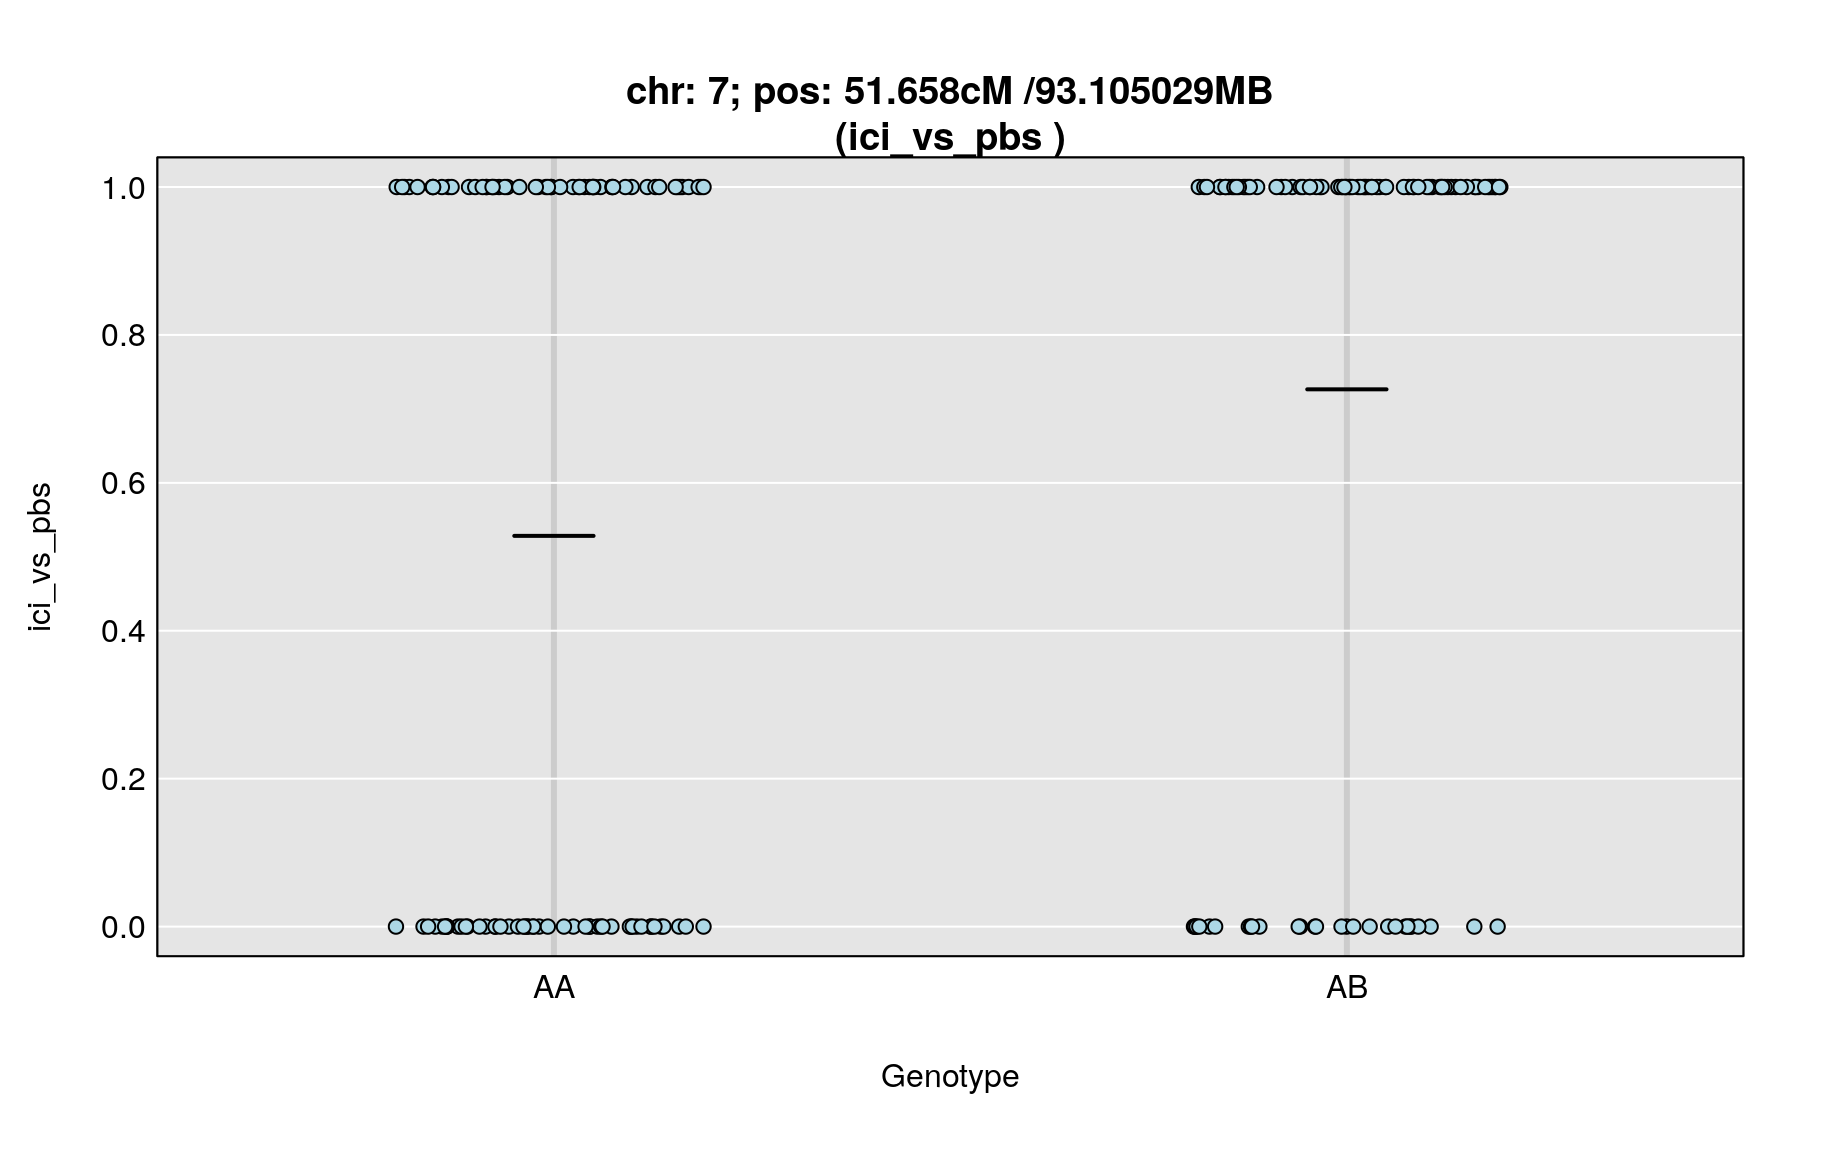 chr: 7; pos: 51.658cM /93.105029MB
(ici_vs_pbs )
1.0
0.8
0.6
0.4
0.2
0.0
ici_vs_pbs
AA
AB
Genotype